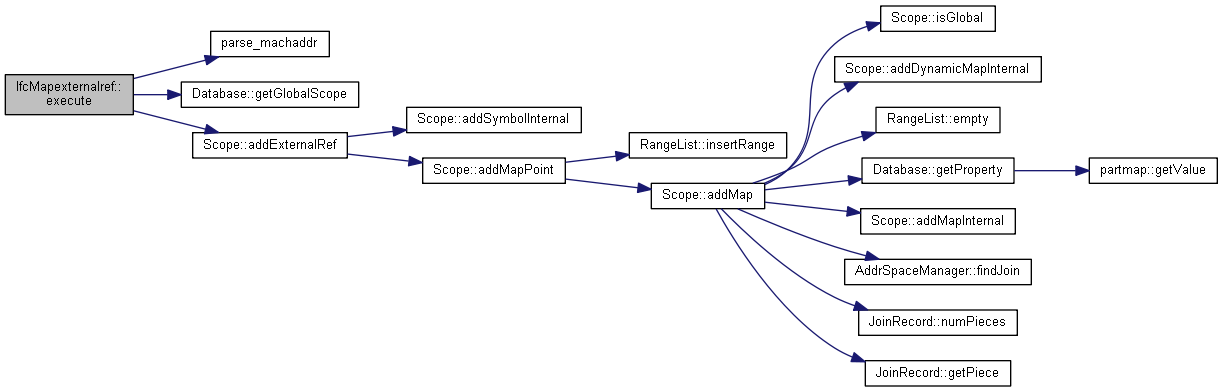 IfcMapexternalref::
execute
parse_machaddr
Database::getGlobalScope
Scope::addExternalRef
Scope::addSymbolInternal
Scope::addMapPoint
RangeList::insertRange
Scope::addMap
Scope::isGlobal
Scope::addDynamicMapInternal
RangeList::empty
Database::getProperty
partmap::getValue
Scope::addMapInternal
AddrSpaceManager::findJoin
JoinRecord::numPieces
JoinRecord::getPiece